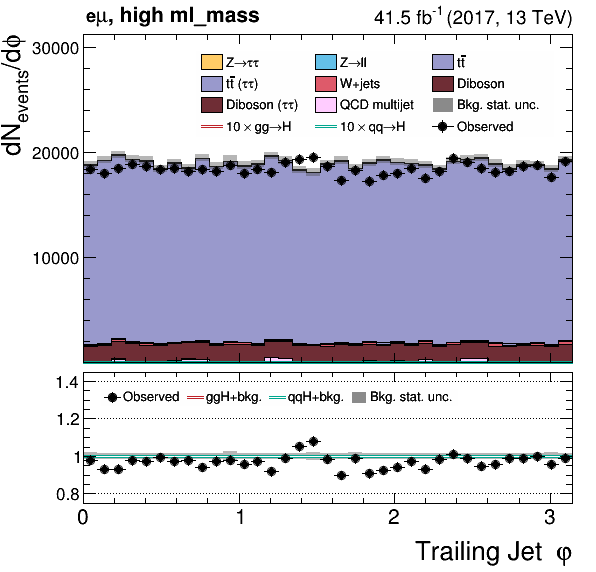 eμ, high ml_mass 41.5 fb⁻¹ (2017, 13 TeV)
dN_events/dϕ
30000
Z→ττ Z→ll tt̄
tt̄ (ττ) W+jets Diboson
Diboson (ττ) QCD multijet Bkg. stat. unc.
10 × gg→H 10 × qq→H Observed
20000
10000
1.4
Observed ggH+bkg. qqH+bkg. Bkg. stat. unc.
1.2
1
0.8
0 1 2 3
Trailing Jet φ